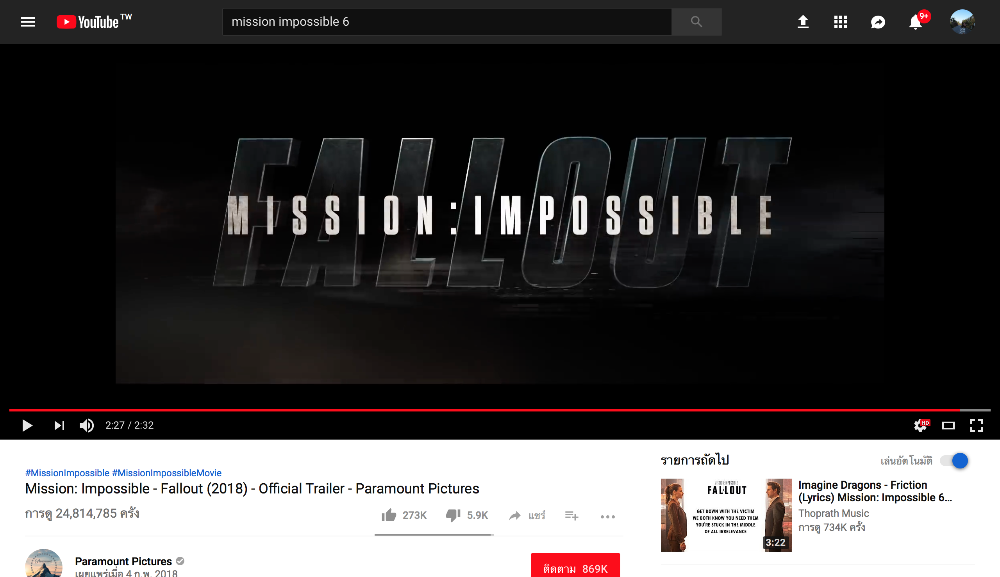 YouTube TW
mission impossible 6
9+
FALLOUT
MISSION:IMPOSSIBLE
2:27 / 2:32
HD
#MissionImpossible #MissionImpossibleMovie
Mission: Impossible - Fallout (2018) - Official Trailer - Paramount Pictures
การดู 24,814,785 ครั้ง
273K
5.9K
แชร์
Paramount
Paramount Pictures
เผยแพร่เมื่อ 4 ก.พ. 2018
ติดตาม 869K
รายการถัดไป
เล่นอัตโนมัติ
MISSION:IMPOSSIBLE
FALLOUT
GET DOWN WITH THE VICTIM
WE BOTH KNOW YOU NEED THEM
YOU'RE STUCK IN THE MIDDLE
OF ALL IRRELEVANCE
3:22
Imagine Dragons - Friction
(Lyrics) Mission: Impossible 6...
Thoprath Music
การดู 734K ครั้ง